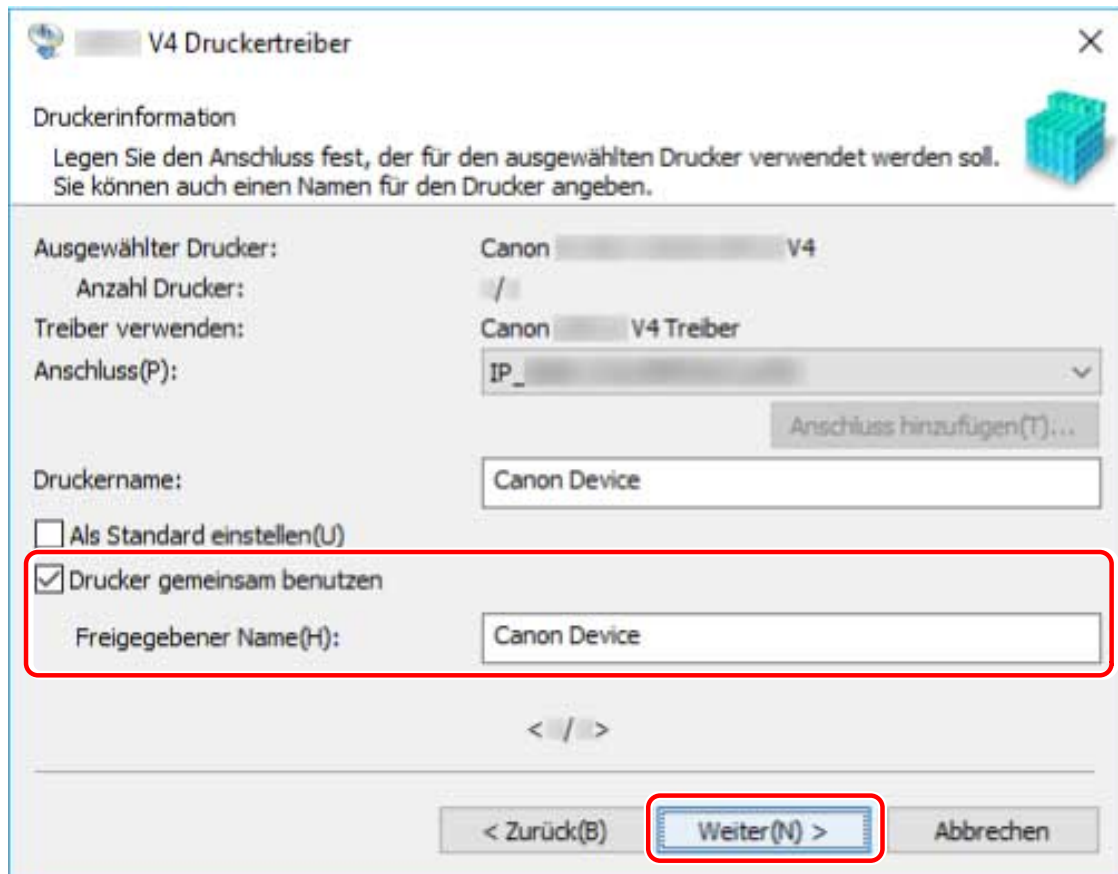 V4 Druckertreiber
Druckerinformation
Legen Sie den Anschluss fest, der für den ausgewählten Drucker verwendet werden soll.
Sie können auch einen Namen für den Drucker angeben.
Ausgewählter Drucker: Canon V4
Anzahl Drucker: /
Treiber verwenden: Canon V4 Treiber
Anschluss(P): IP_
Anschluss hinzufügen(T)...
Druckername: Canon Device
Als Standard einstellen(U)
Drucker gemeinsam benutzen
Freigegebener Name(H): Canon Device
< / >
< Zurück(B) Weiter(N) > Abbrechen